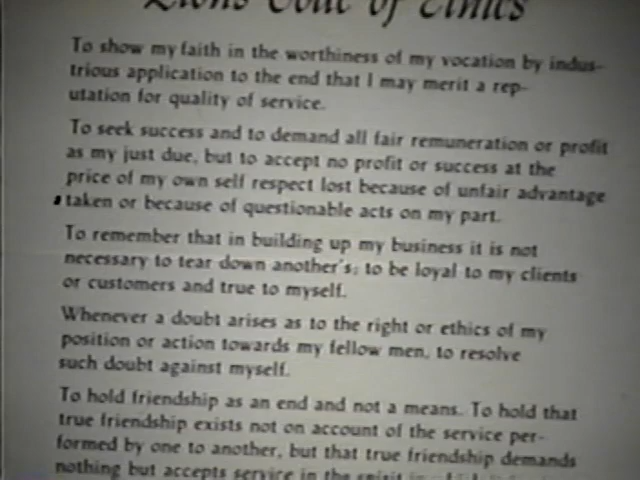 Lions Code of Ethics
To show my faith in the worthiness of my vocation by indus-
trious application to the end that I may merit a rep-
utation for quality of service.
To seek success and to demand all fair remuneration or profit
as my just due, but to accept no profit or success at the
price of my own self respect lost because of unfair advantage
taken or because of questionable acts on my part.
To remember that in building up my business it is not
necessary to tear down another's; to be loyal to my clients
or customers and true to myself.
Whenever a doubt arises as to the right or ethics of my
position or action towards my fellow men, to resolve
such doubt against myself.
To hold friendship as an end and not a means. To hold that
true friendship exists not on account of the service per-
formed by one to another, but that true friendship demands
nothing but accepts service in the spirit in